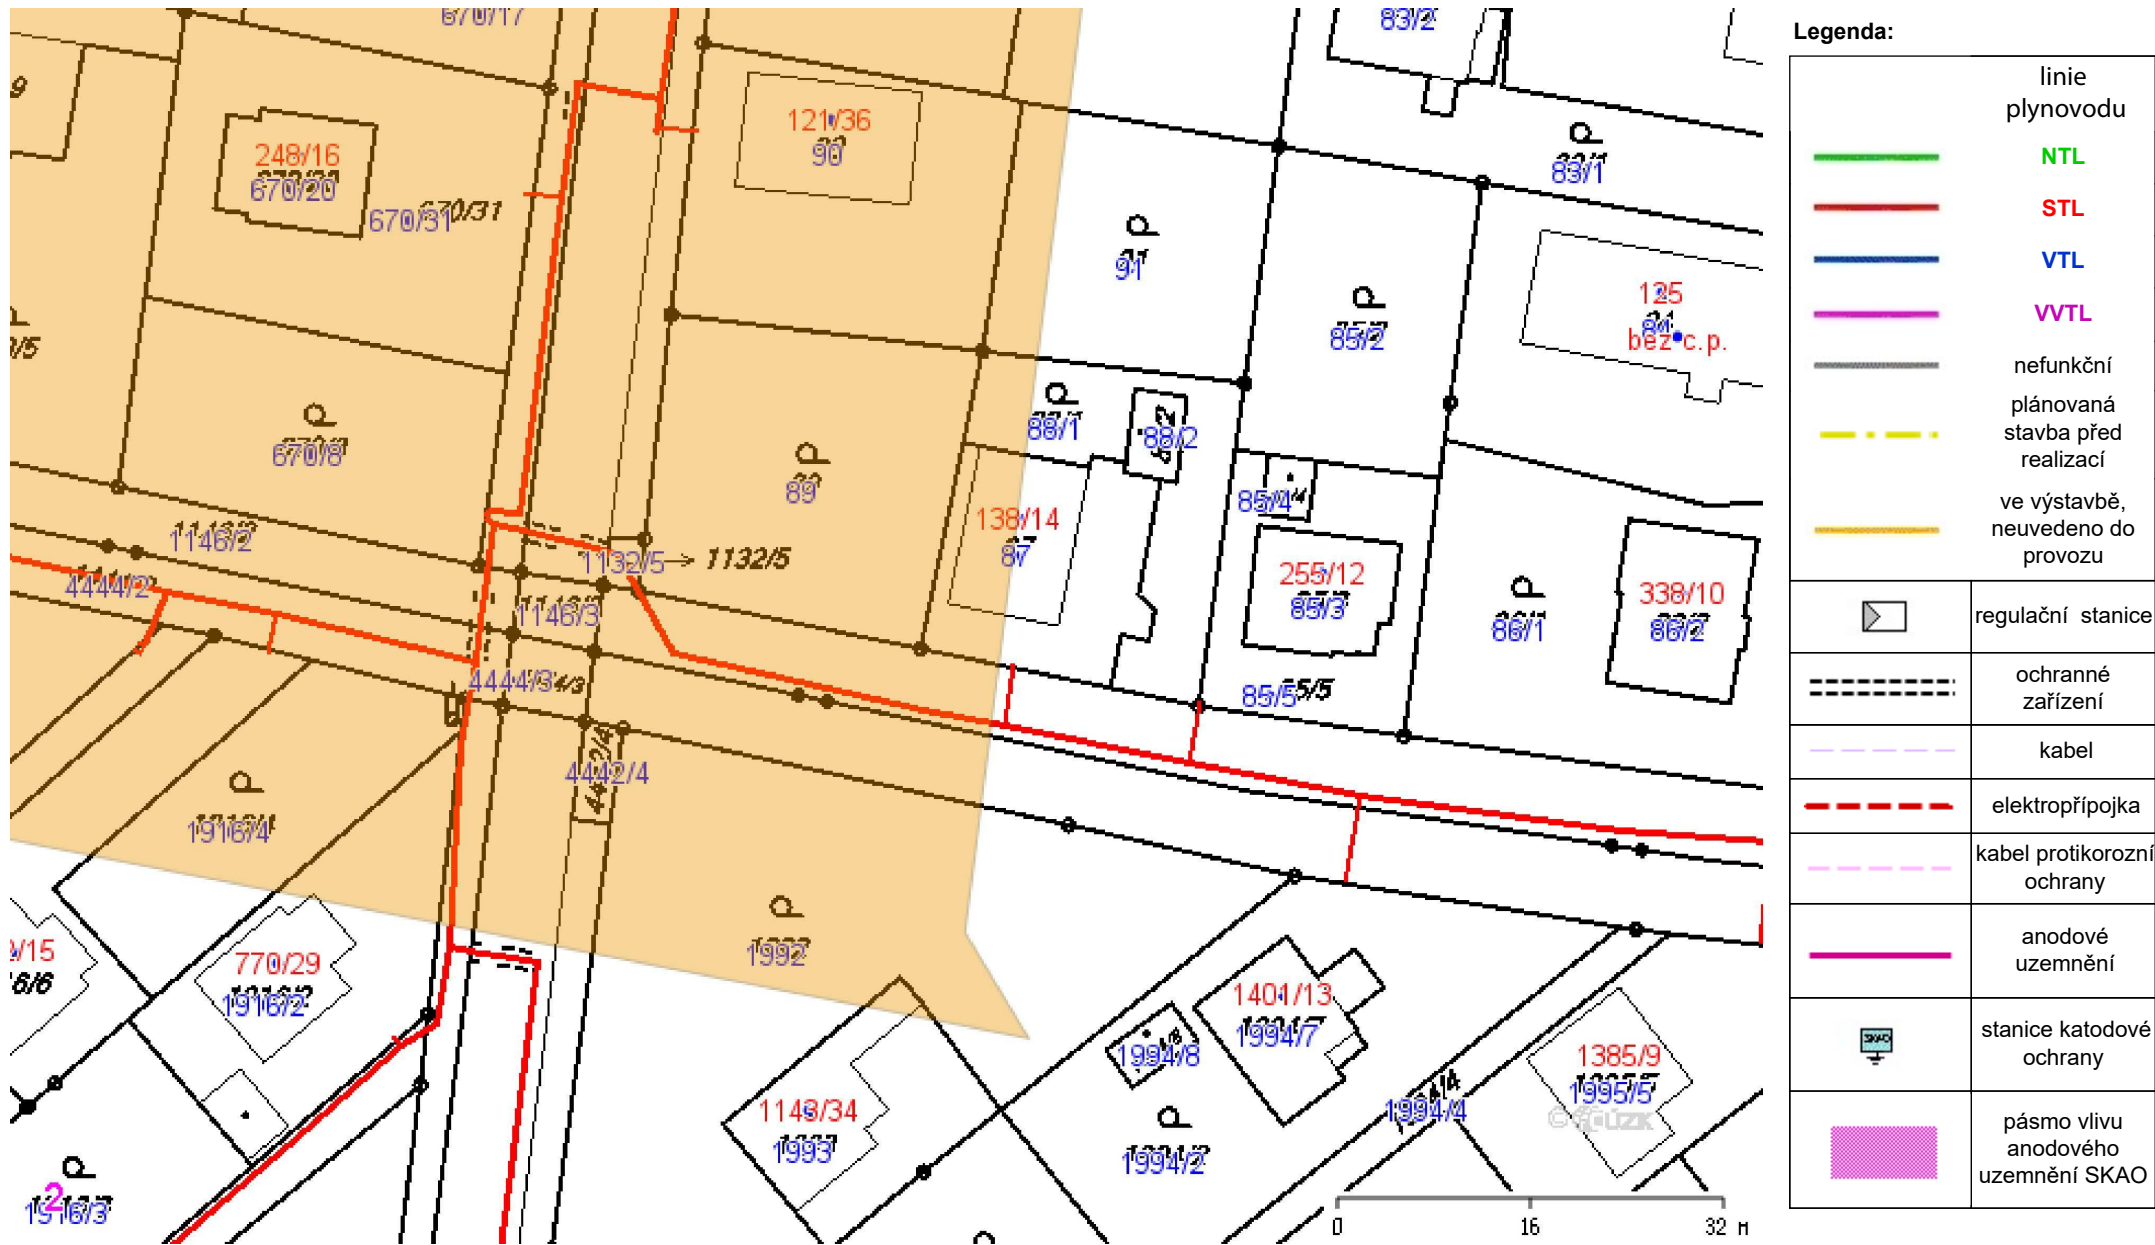 670/17
83/2
9
121/36
90
248/16
670/20
670/31
670/31
83/1
91
125
84
bez c.p.
85/2
670/8
88/1
88/2
89
85/4
138/14
87
1146/2
1132/5
1132/5
4444/2
1146/3
255/12
85/3
86/1
338/10
86/2
4444/3
85/5
4442/4
1916/4
1992
770/29
1916/2
1401/13
1994/7
1994/8
1385/9
1995/5
1994/4
1143/34
1993
1994/2
2
1916/3
0
16
32 m
Legenda:
linie
plynovodu
NTL
STL
VTL
VVTL
nefunkční
plánovaná
stavba před
realizací
ve výstavbě,
neuvedeno do
provozu
regulační stanice
ochranné
zařízení
kabel
elektropřípojka
kabel protikorozní
ochrany
anodové
uzemnění
SKAO
stanice katodové
ochrany
pásmo vlivu
anodového
uzemnění SKAO